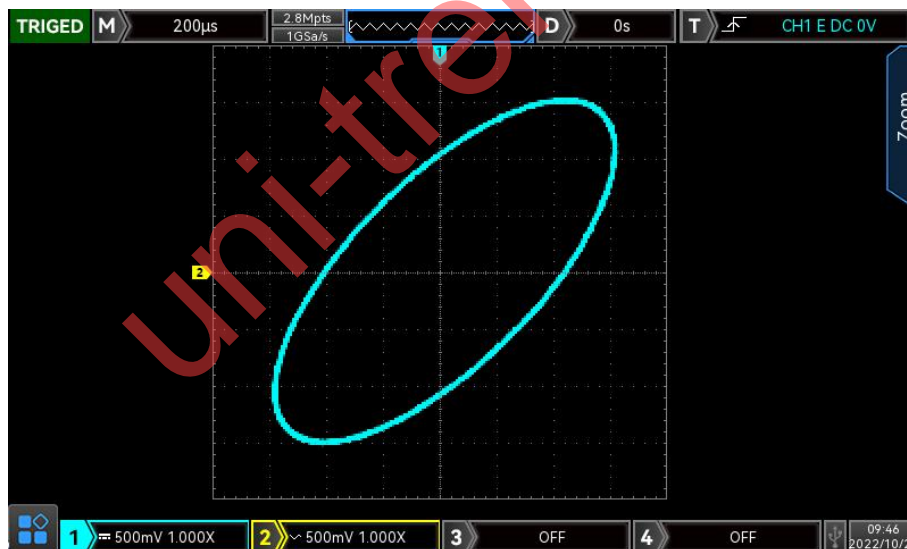 TRIGED M 200μs 2.8Mpts D 0s T CH1 E DC 0V
1GSa/s
1
Zoom
2
uni-tre
1 500mV 1.000X 2 500mV 1.000X 3 OFF 4 OFF 09:46
2022/10/2